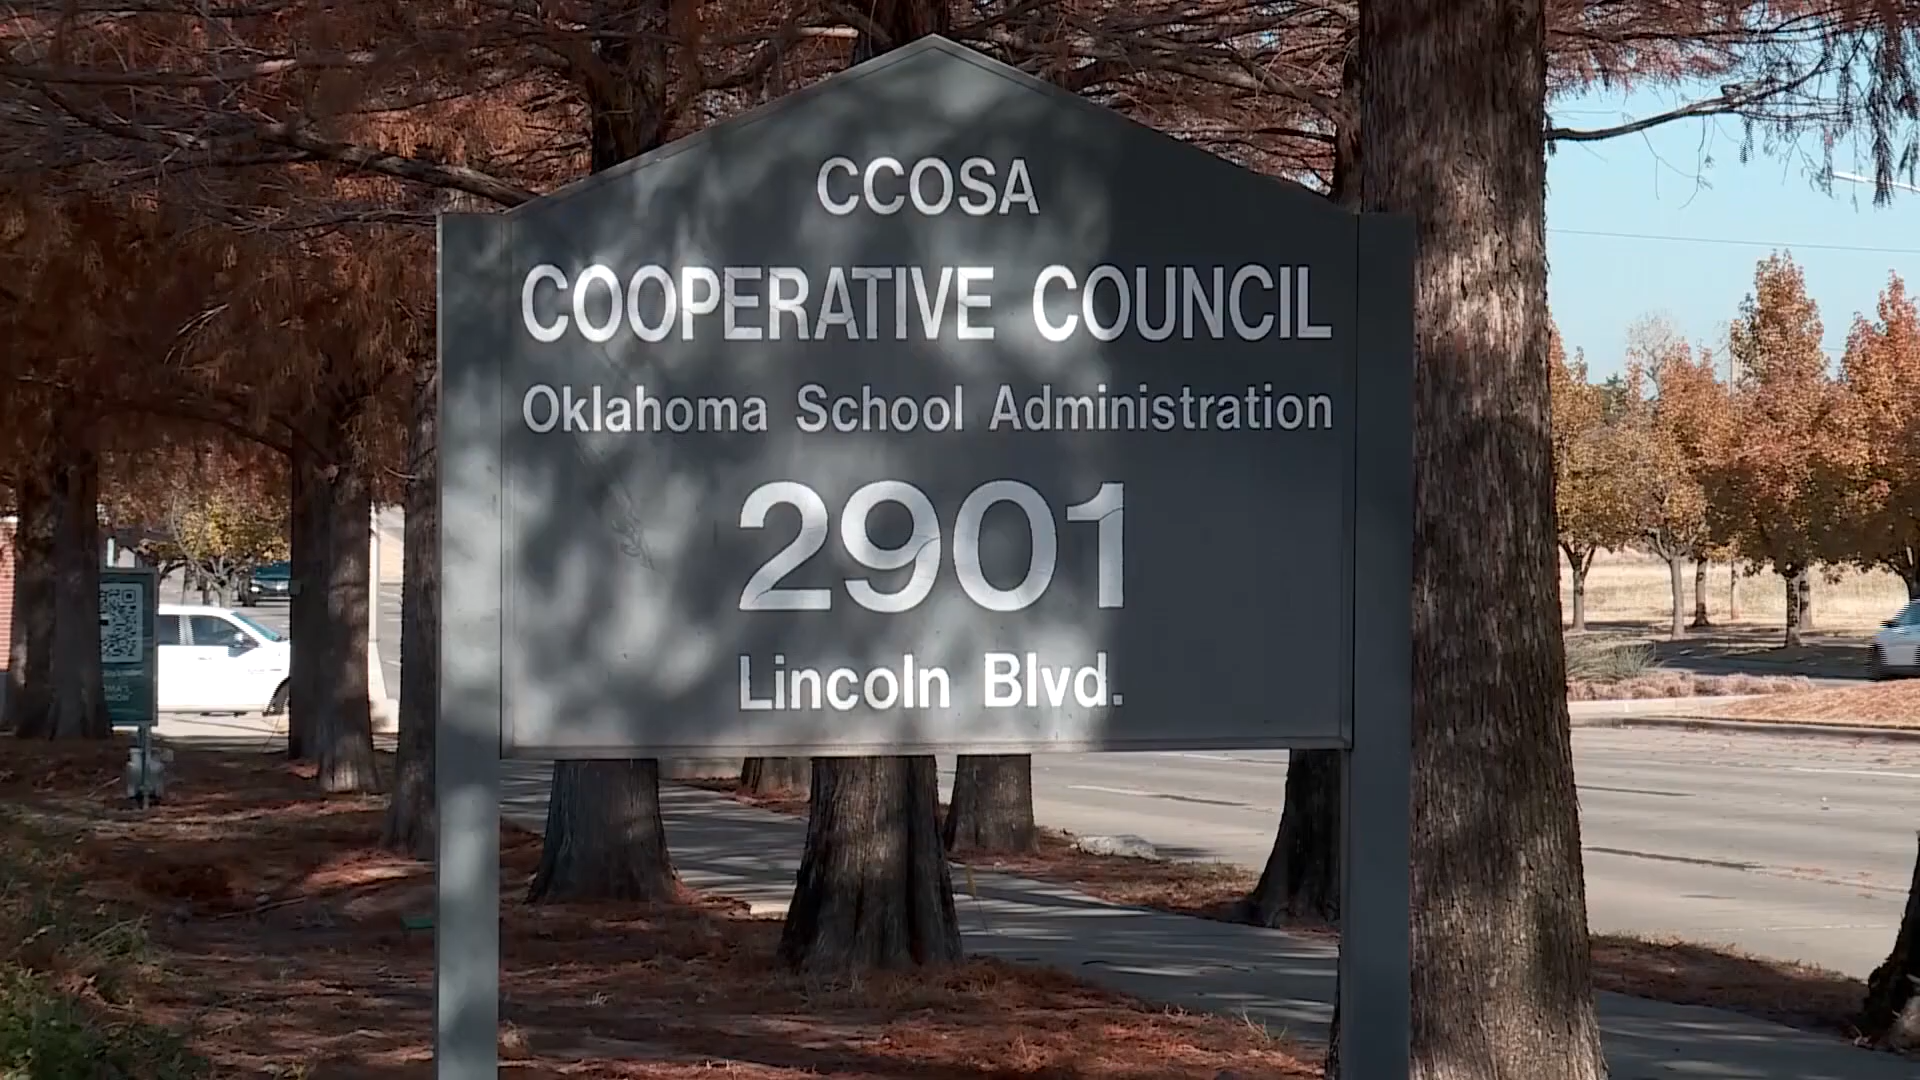 CCOSA
COOPERATIVE COUNCIL
Oklahoma School Administration
2901
Lincoln Blvd.